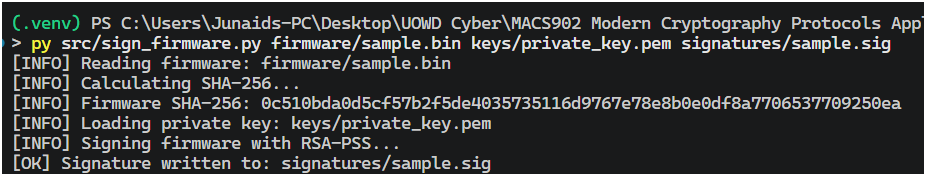 (.venv) PS C:\Users\Junaids-PC\Desktop\UOWD Cyber\MACS902 Modern Cryptography Protocols Appl
> py src/sign_firmware.py firmware/sample.bin keys/private_key.pem signatures/sample.sig
[INFO] Reading firmware: firmware/sample.bin
[INFO] Calculating SHA-256...
[INFO] Firmware SHA-256: 0c510bda0d5cf57b2f5de4035735116d9767e78e8b0e0df8a7706537709250ea
[INFO] Loading private key: keys/private_key.pem
[INFO] Signing firmware with RSA-PSS...
[OK] Signature written to: signatures/sample.sig